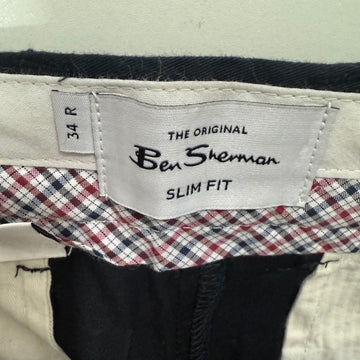 34 R
THE ORIGINAL
Ben Sherman
SLIM FIT